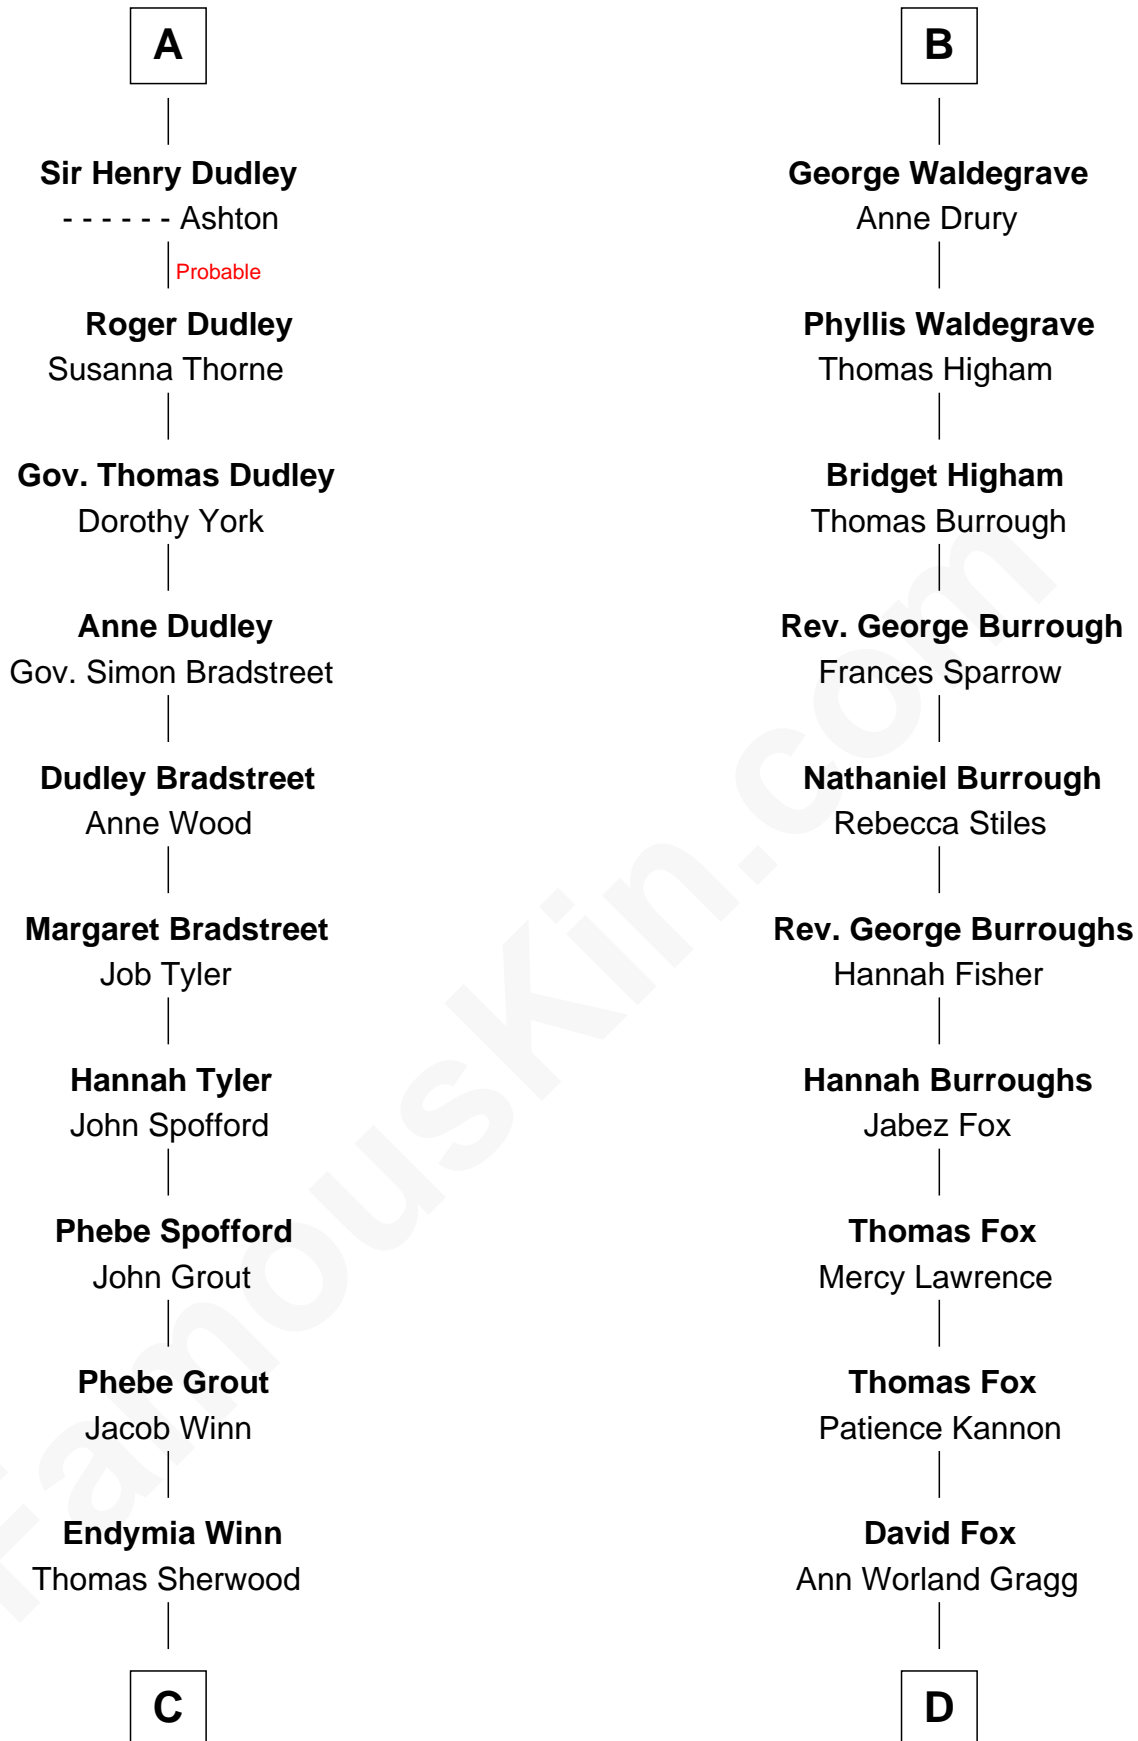 A
Sir Henry Dudley
- - - - - - Ashton
Probable
Roger Dudley
Susanna Thorne
Gov. Thomas Dudley
Dorothy York
Anne Dudley
Gov. Simon Bradstreet
Dudley Bradstreet
Anne Wood
Margaret Bradstreet
Job Tyler
Hannah Tyler
John Spofford
Phebe Spofford
John Grout
Phebe Grout
Jacob Winn
Endymia Winn
Thomas Sherwood
C
B
George Waldegrave
Anne Drury
Phyllis Waldegrave
Thomas Higham
Bridget Higham
Thomas Burrough
Rev. George Burrough
Frances Sparrow
Nathaniel Burrough
Rebecca Stiles
Rev. George Burroughs
Hannah Fisher
Hannah Burroughs
Jabez Fox
Thomas Fox
Mercy Lawrence
Thomas Fox
Patience Kannon
David Fox
Ann Worland Gragg
D
FamousKin.com